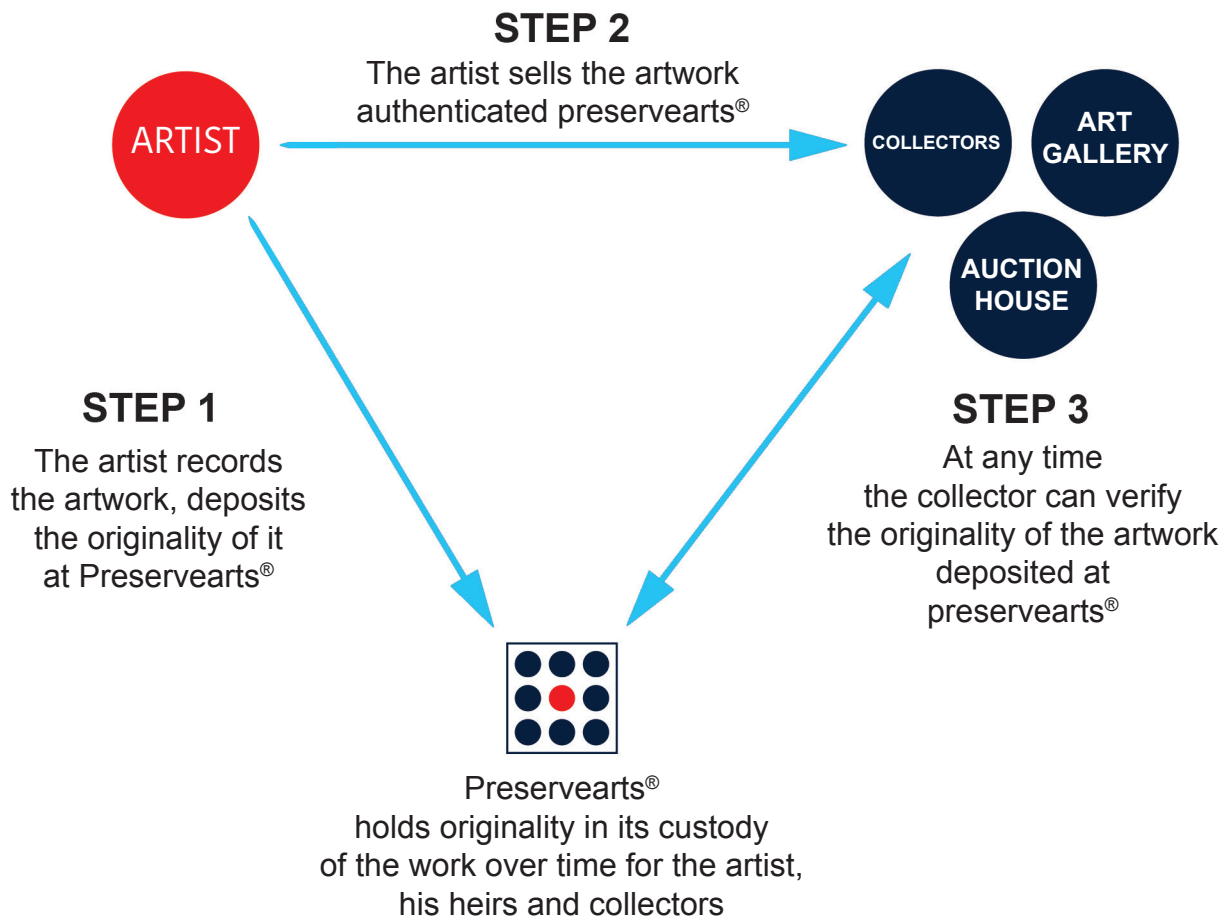 STEP 2
The artist sells the artwork
authenticated preservearts®
ARTIST
COLLECTORS
ART
GALLERY
AUCTION
HOUSE
STEP 1
The artist records
the artwork, deposits
the originality of it
at Preservearts®
STEP 3
At any time
the collector can verify
the originality of the artwork
deposited at
preservearts®
Preservearts®
holds originality in its custody
of the work over time for the artist,
his heirs and collectors